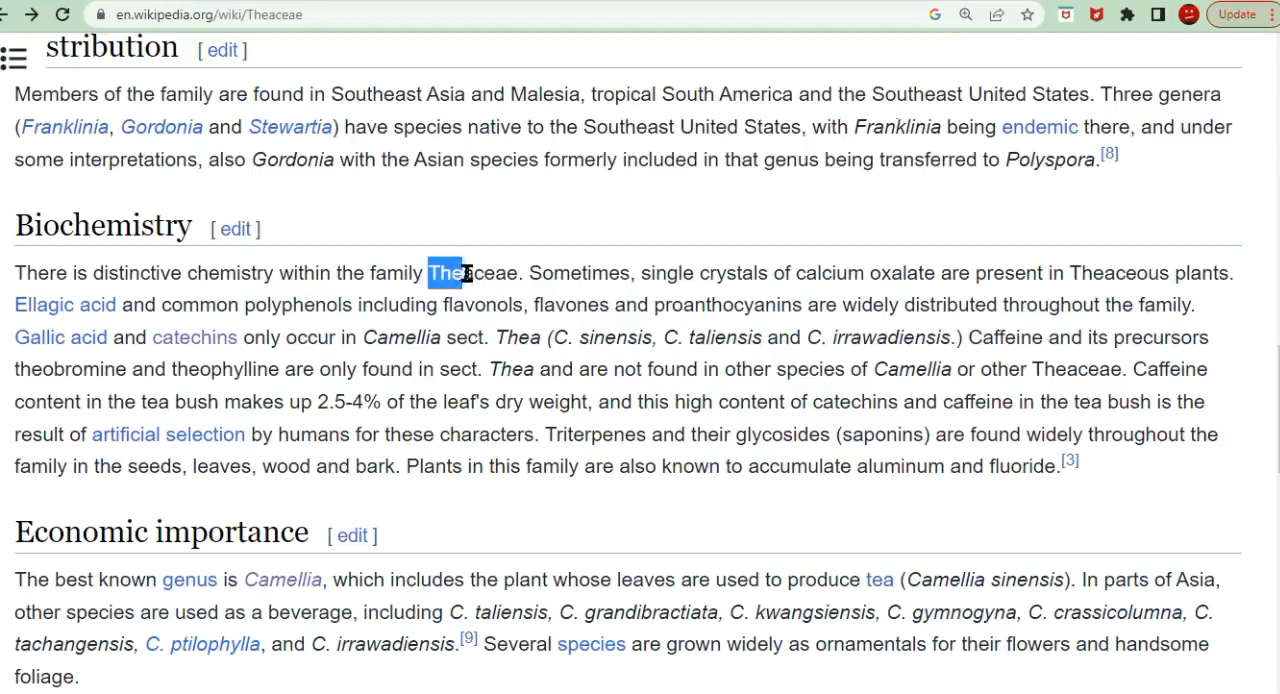 en.wikipedia.org/wiki/Theaceae
Update
stribution [ edit ]
Members of the family are found in Southeast Asia and Malesia, tropical South America and the Southeast United States. Three genera
(Franklinia, Gordonia and Stewartia) have species native to the Southeast United States, with Franklinia being endemic there, and under
some interpretations, also Gordonia with the Asian species formerly included in that genus being transferred to Polyspora.[8]
Biochemistry [ edit ]
There is distinctive chemistry within the family Theaceae. Sometimes, single crystals of calcium oxalate are present in Theaceous plants.
Ellagic acid and common polyphenols including flavonols, flavones and proanthocyanins are widely distributed throughout the family.
Gallic acid and catechins only occur in Camellia sect. Thea (C. sinensis, C. taliensis and C. irrawadiensis.) Caffeine and its precursors
theobromine and theophylline are only found in sect. Thea and are not found in other species of Camellia or other Theaceae. Caffeine
content in the tea bush makes up 2.5-4% of the leaf's dry weight, and this high content of catechins and caffeine in the tea bush is the
result of artificial selection by humans for these characters. Triterpenes and their glycosides (saponins) are found widely throughout the
family in the seeds, leaves, wood and bark. Plants in this family are also known to accumulate aluminum and fluoride.[3]
Economic importance [ edit ]
The best known genus is Camellia, which includes the plant whose leaves are used to produce tea (Camellia sinensis). In parts of Asia,
other species are used as a beverage, including C. taliensis, C. grandibractiata, C. kwangsiensis, C. gymnogyna, C. crassicolumna, C.
tachangensis, C. ptilophylla, and C. irrawadiensis.[9] Several species are grown widely as ornamentals for their flowers and handsome
foliage.